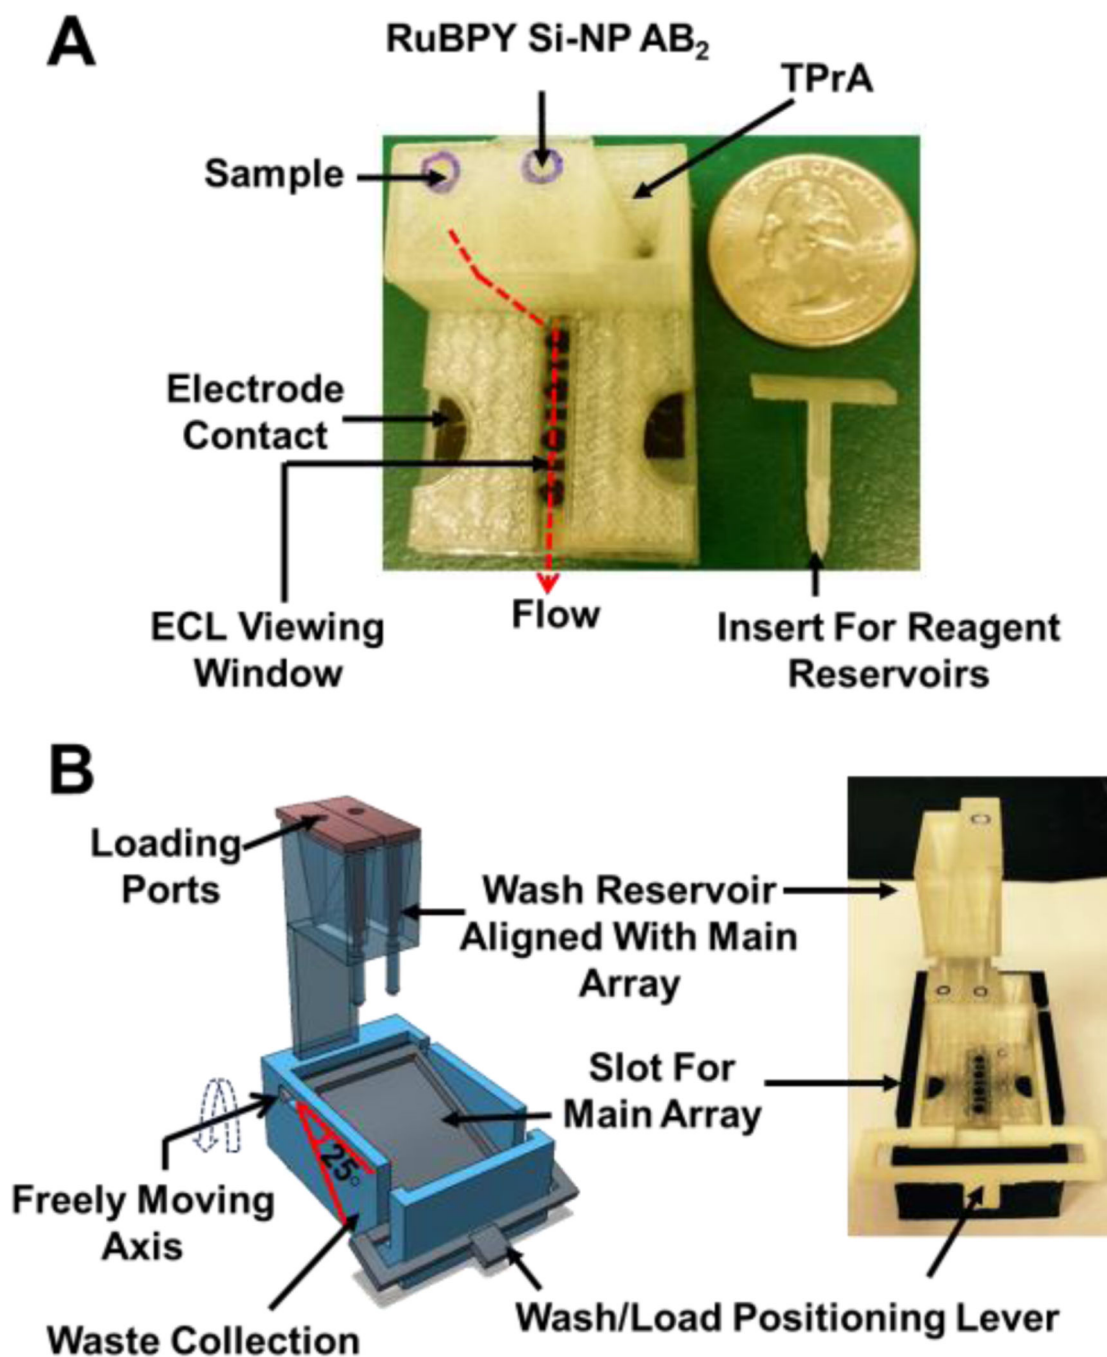 A
RuBPY Si-NP AB₂
TPrA
Sample
Electrode
Contact
ECL Viewing
Window
Flow
Insert For Reagent
Reservoirs
B
Loading
Ports
Wash Reservoir
Aligned With Main
Array
Slot For
Main Array
25°
Freely Moving
Axis
Waste Collection
Wash/Load Positioning Lever